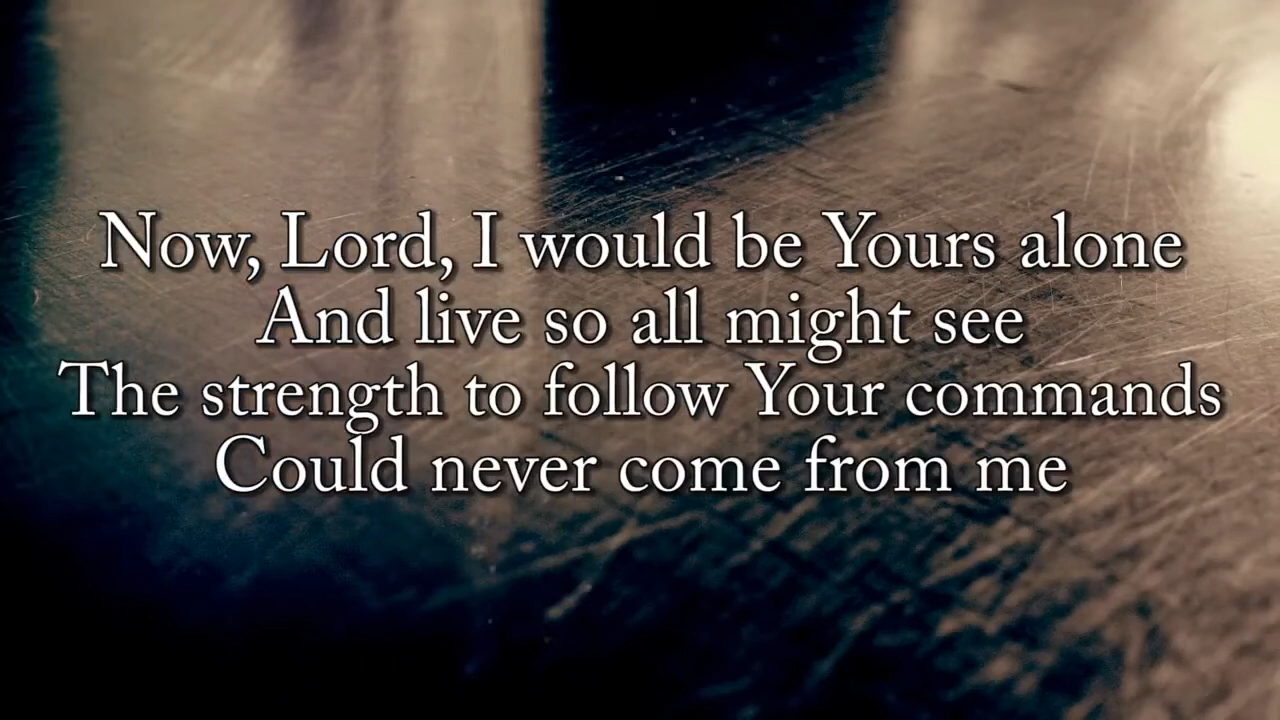 Now, Lord, I would be Yours alone
And live so all might see
The strength to follow Your commands
Could never come from me